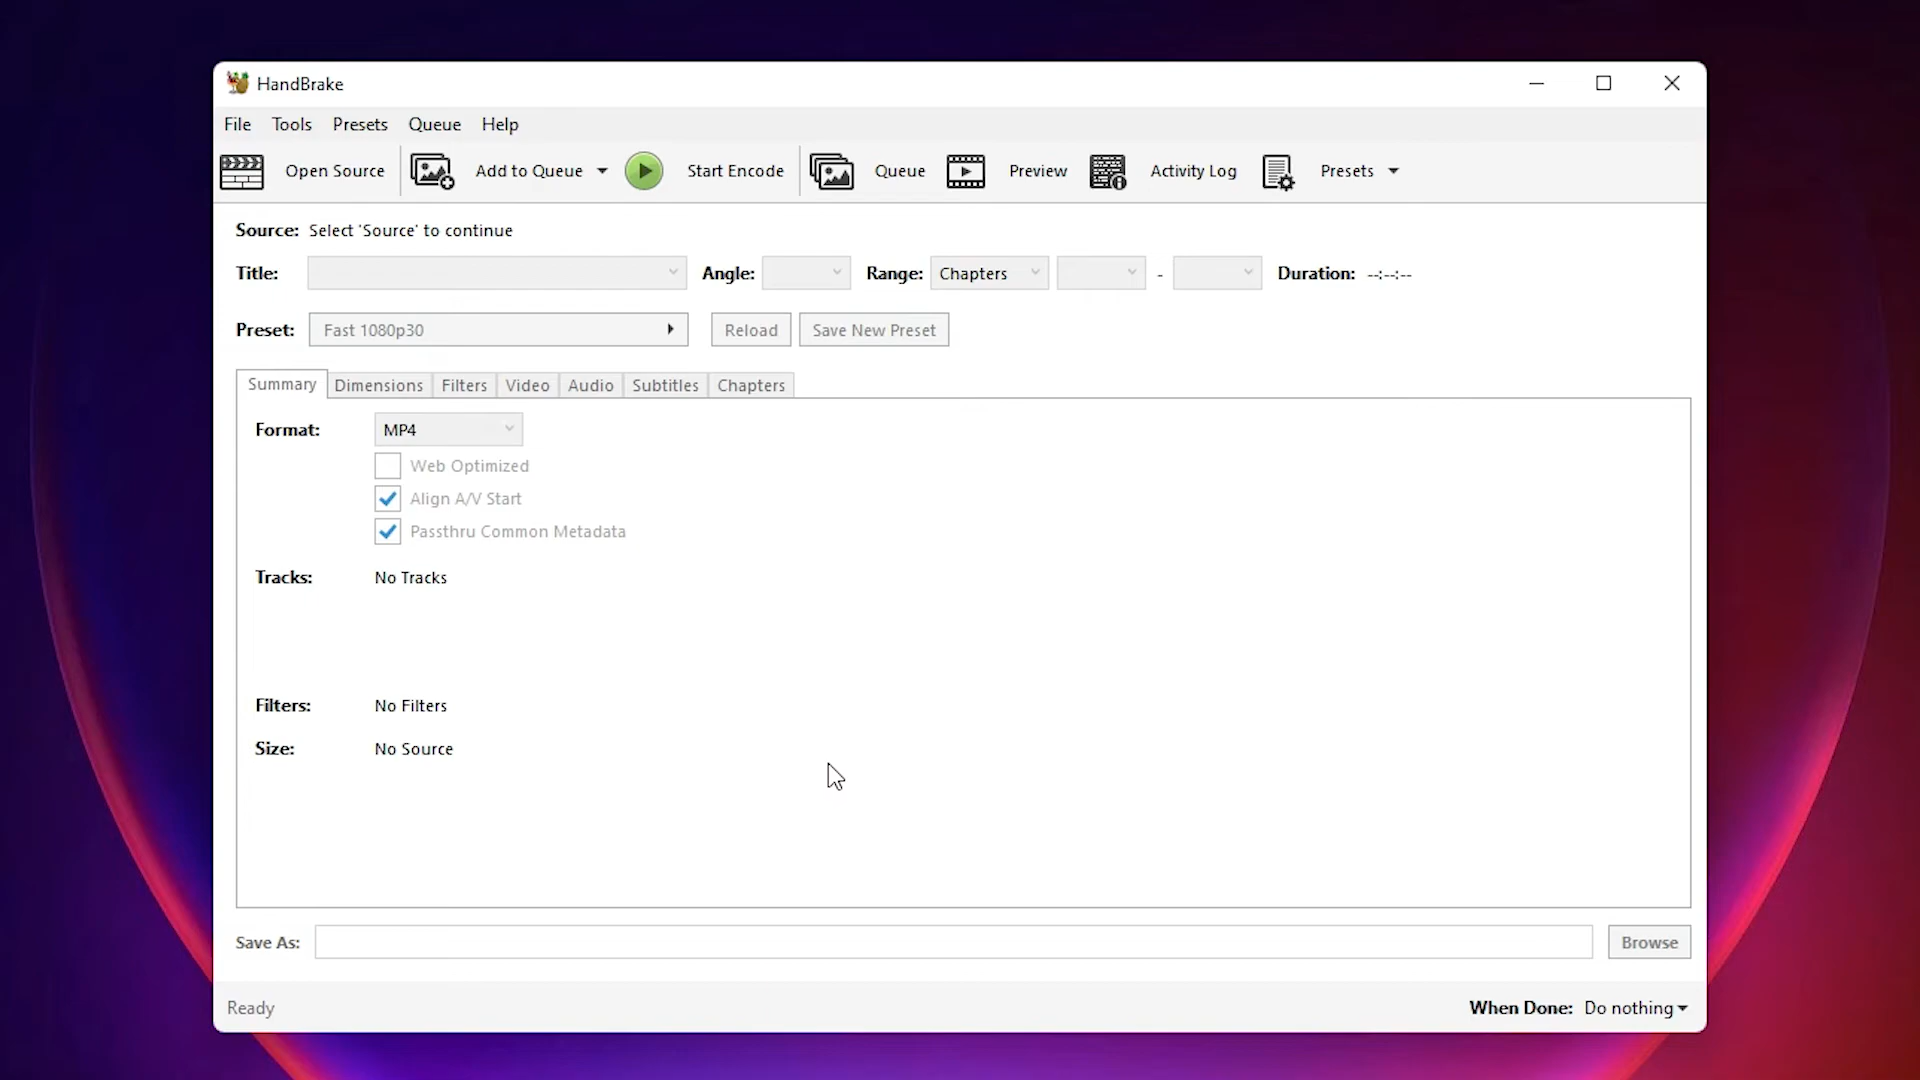 HandBrake
File Tools Presets Queue Help
Open Source Add to Queue Start Encode Queue Preview Activity Log Presets
Source: Select 'Source' to continue
Title: Angle: Range: Chapters - Duration: --:--:--
Preset: Fast 1080p30 Reload Save New Preset
Summary Dimensions Filters Video Audio Subtitles Chapters
Format: MP4
Web Optimized
Align A/V Start
Passthru Common Metadata
Tracks: No Tracks
Filters: No Filters
Size: No Source
Save As: Browse
Ready When Done: Do nothing